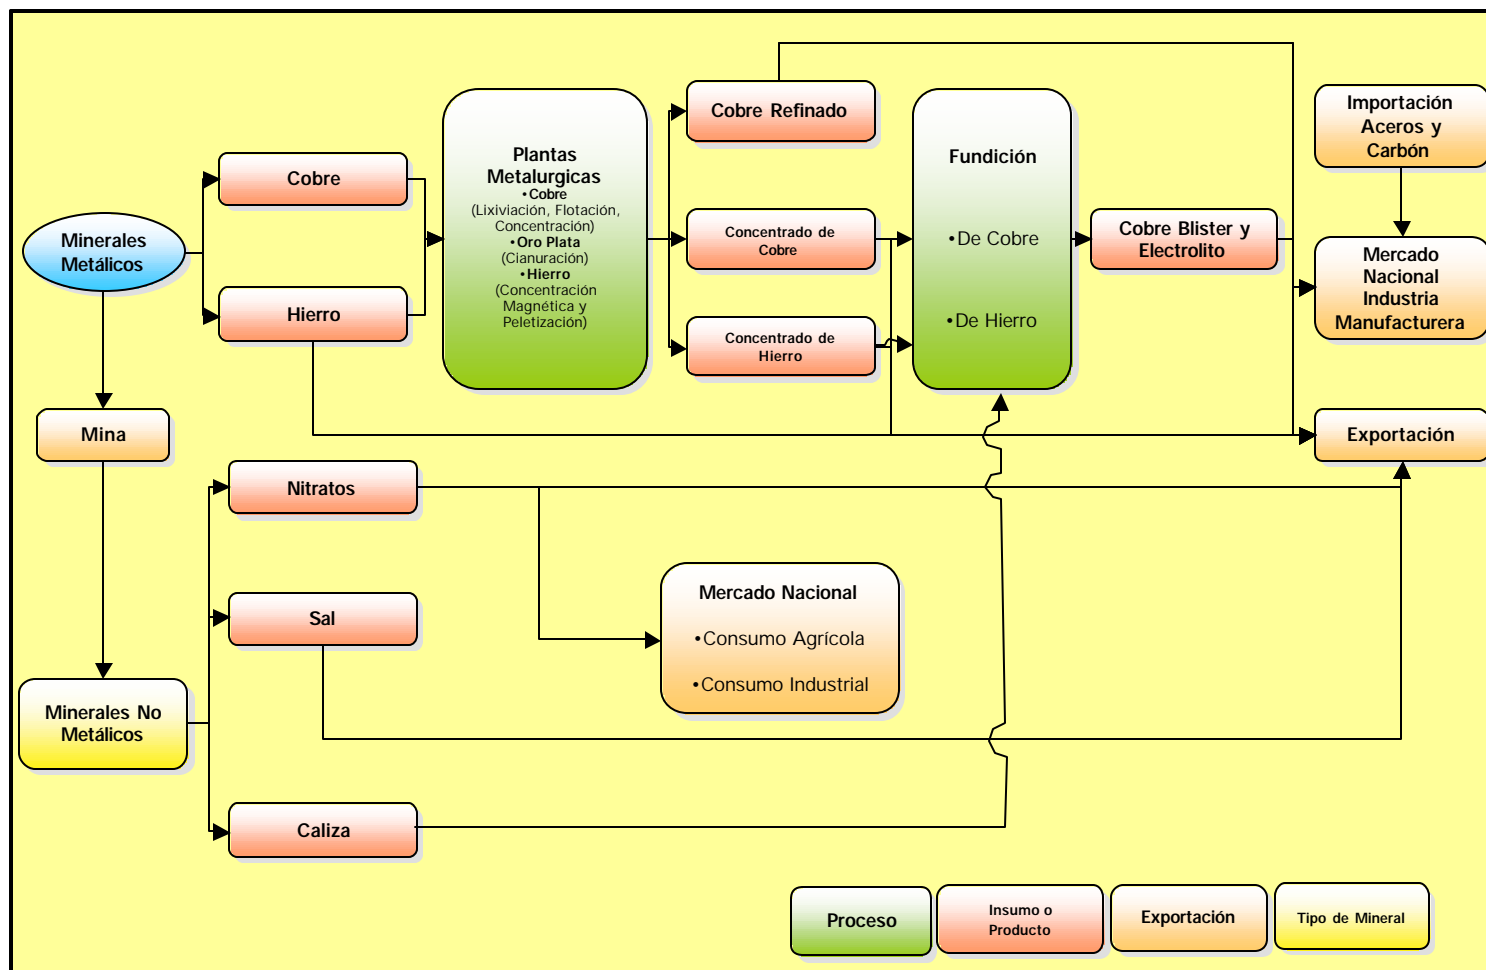 Minerales
Metálicos
Mina
Minerales No
Metálicos
Cobre
Hierro
Nitratos
Sal
Caliza
Plantas
Metalurgicas
•Cobre
(Lixiviación, Flotación,
Concentración)
•Oro Plata
(Cianuración)
•Hierro
(Concentración
Magnética y
Peletización)
Cobre Refinado
Concentrado de
Cobre
Concentrado de
Hierro
Fundición
•De Cobre
•De Hierro
Cobre Blister y
Electrolito
Importación
Aceros y
Carbón
Mercado
Nacional
Industria
Manufacturera
Exportación
Mercado Nacional
•Consumo Agrícola
•Consumo Industrial
Proceso
Insumo o
Producto
Exportación
Tipo de Mineral